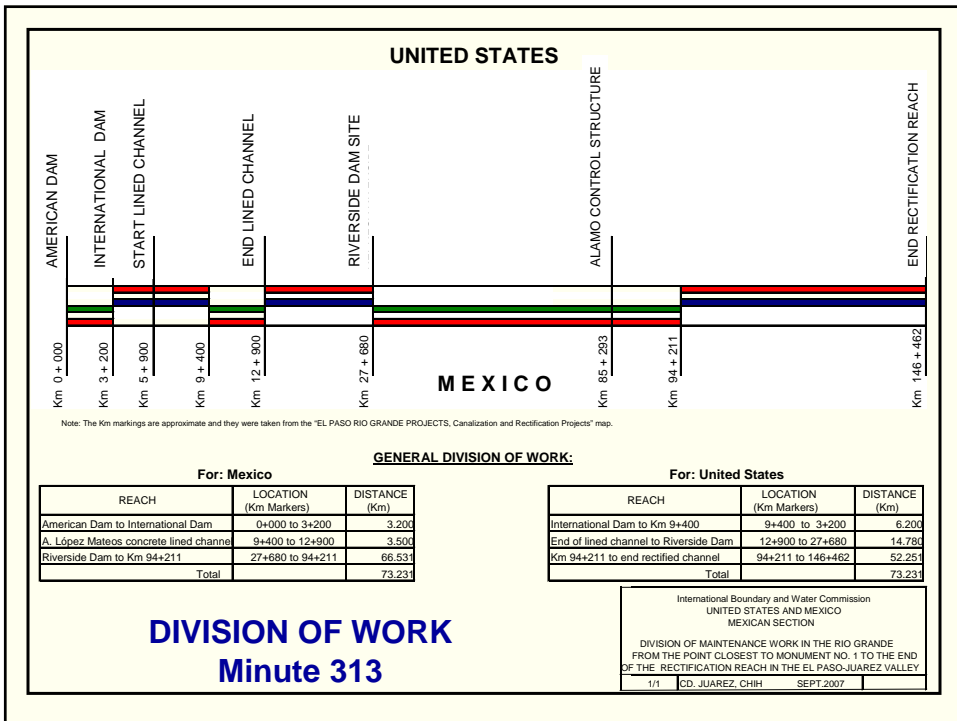 UNITED STATES
AMERICAN DAM
INTERNATIONAL DAM
START LINED CHANNEL
END LINED CHANNEL
RIVERSIDE DAM SITE
ALAMO CONTROL STRUCTURE
END RECTIFICATION REACH
Km 0 + 000
Km 3 + 200
Km 5 + 900
Km 9 + 400
Km 12 + 900
Km 27 + 680
MEXICO
Km 85 + 293
Km 94 + 211
Km 146 + 462
Note: The Km markings are approximate and they were taken from the "EL PASO RIO GRANDE PROJECTS, Canalization and Rectification Projects" map.
GENERAL DIVISION OF WORK:
For: Mexico
REACH LOCATION (Km Markers) DISTANCE (Km)
American Dam to International Dam 0+000 to 3+200 3.200
A. López Mateos concrete lined channel 9+400 to 12+900 3.500
Riverside Dam to Km 94+211 27+680 to 94+211 66.531
Total 73.231
For: United States
REACH LOCATION (Km Markers) DISTANCE (Km)
International Dam to Km 9+400 9+400 to 3+200 6.200
End of lined channel to Riverside Dam 12+900 to 27+680 14.780
Km 94+211 to end rectified channel 94+211 to 146+462 52.251
Total 73.231
DIVISION OF WORK
Minute 313
International Boundary and Water Commission
UNITED STATES AND MEXICO
MEXICAN SECTION
DIVISION OF MAINTENANCE WORK IN THE RIO GRANDE
FROM THE POINT CLOSEST TO MONUMENT NO. 1 TO THE END
OF THE RECTIFICATION REACH IN THE EL PASO-JUAREZ VALLEY
1/1 CD. JUAREZ, CHIH SEPT.2007